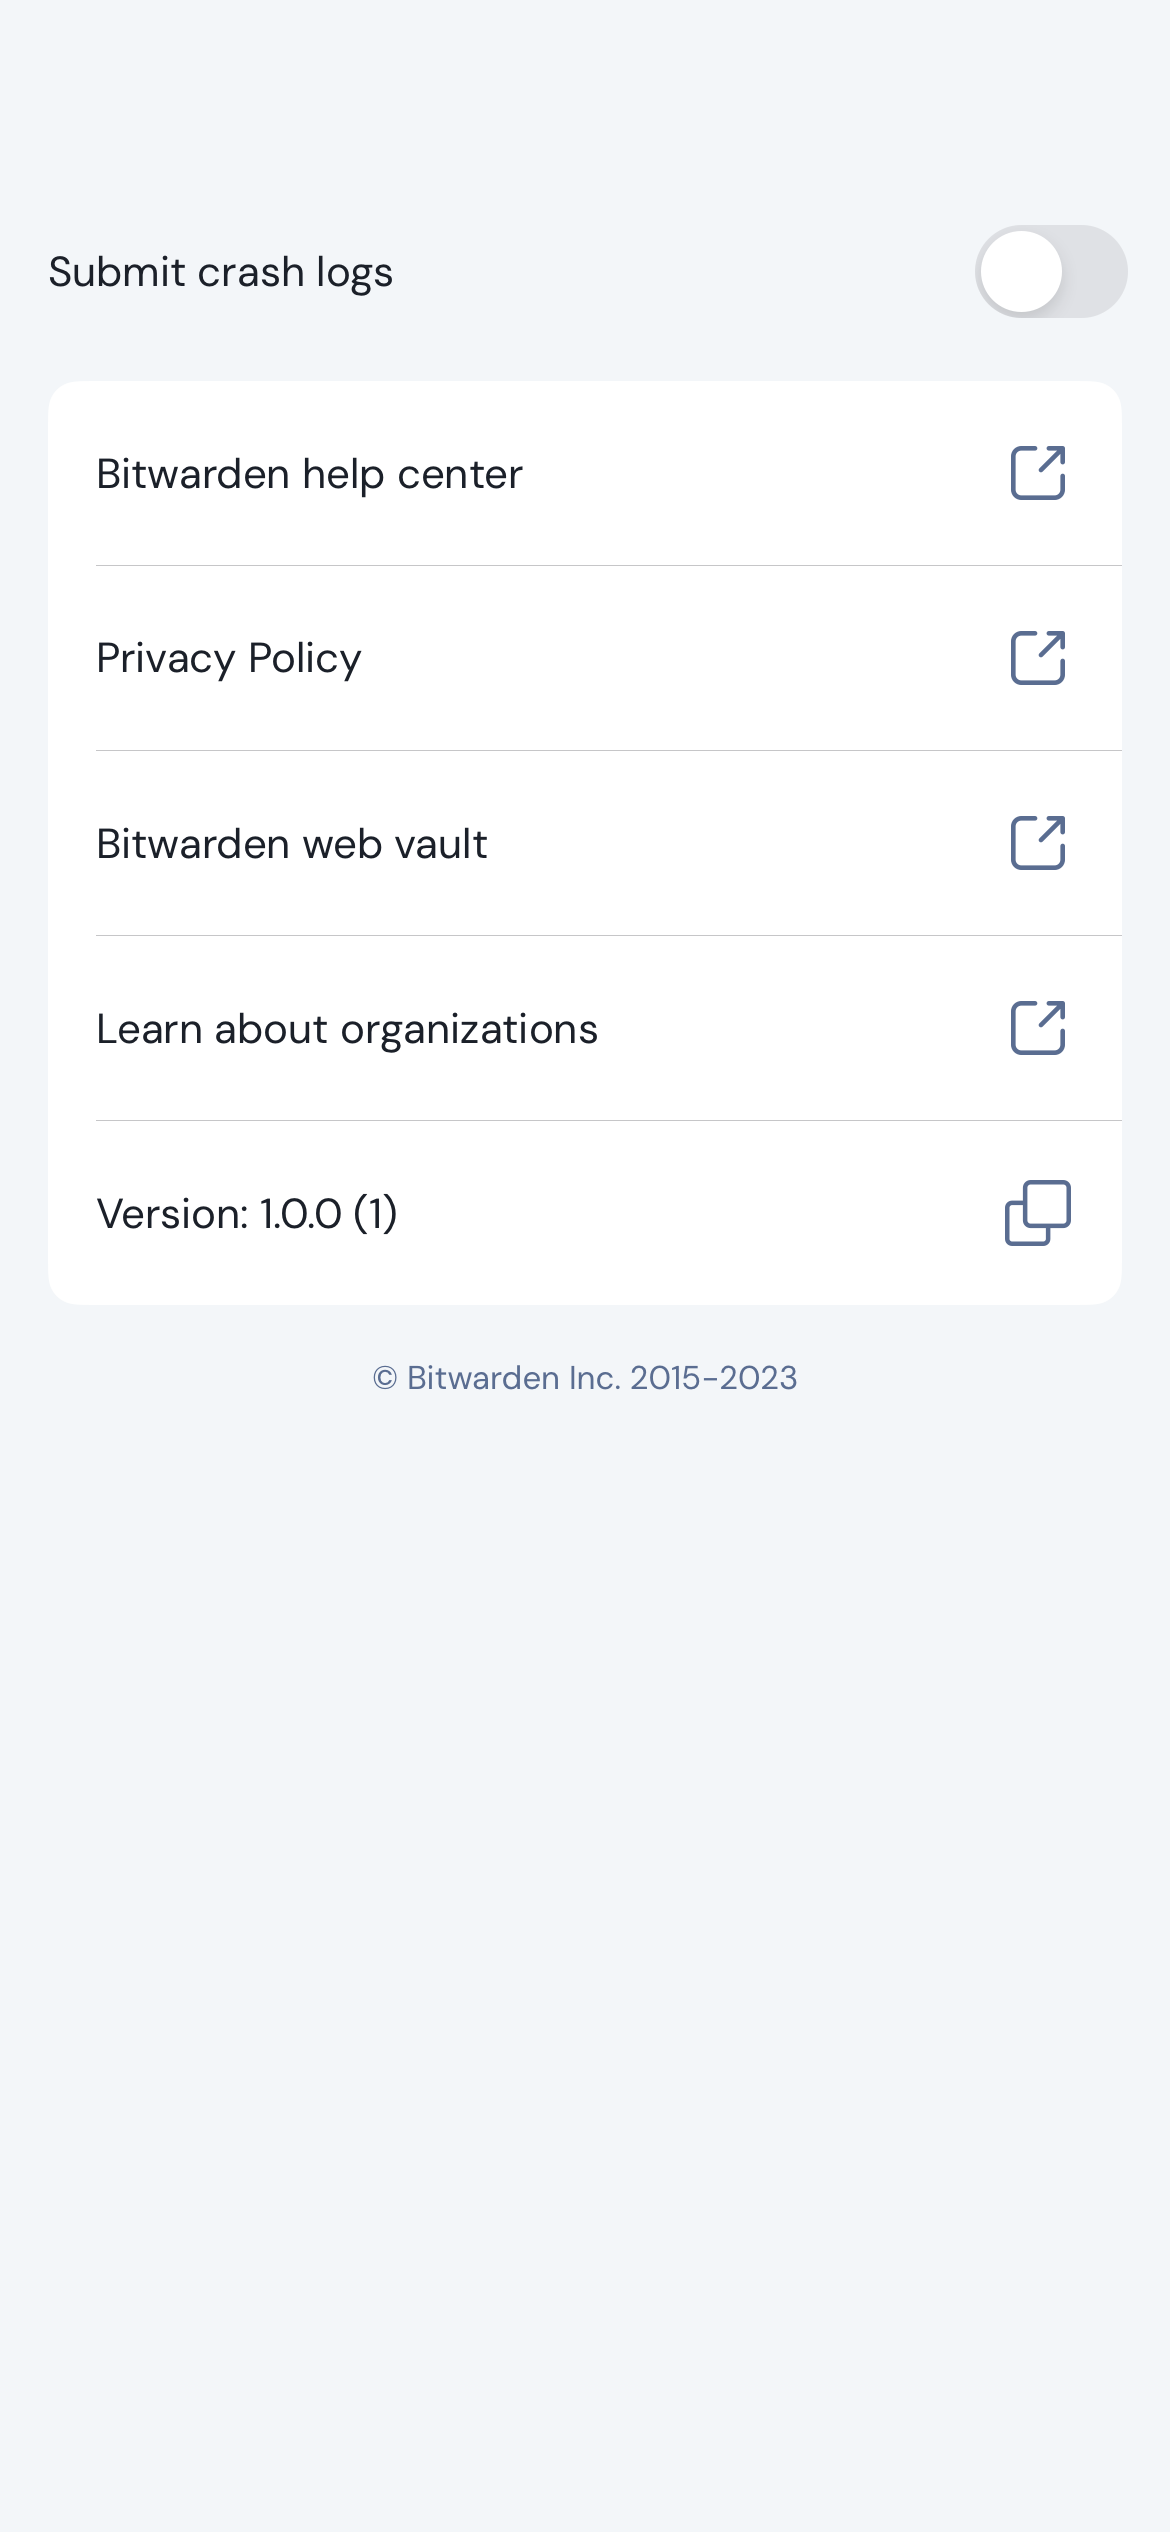 Submit crash logs
Bitwarden help center
Privacy Policy
Bitwarden web vault
Learn about organizations
Version: 1.0.0 (1)
© Bitwarden Inc. 2015-2023